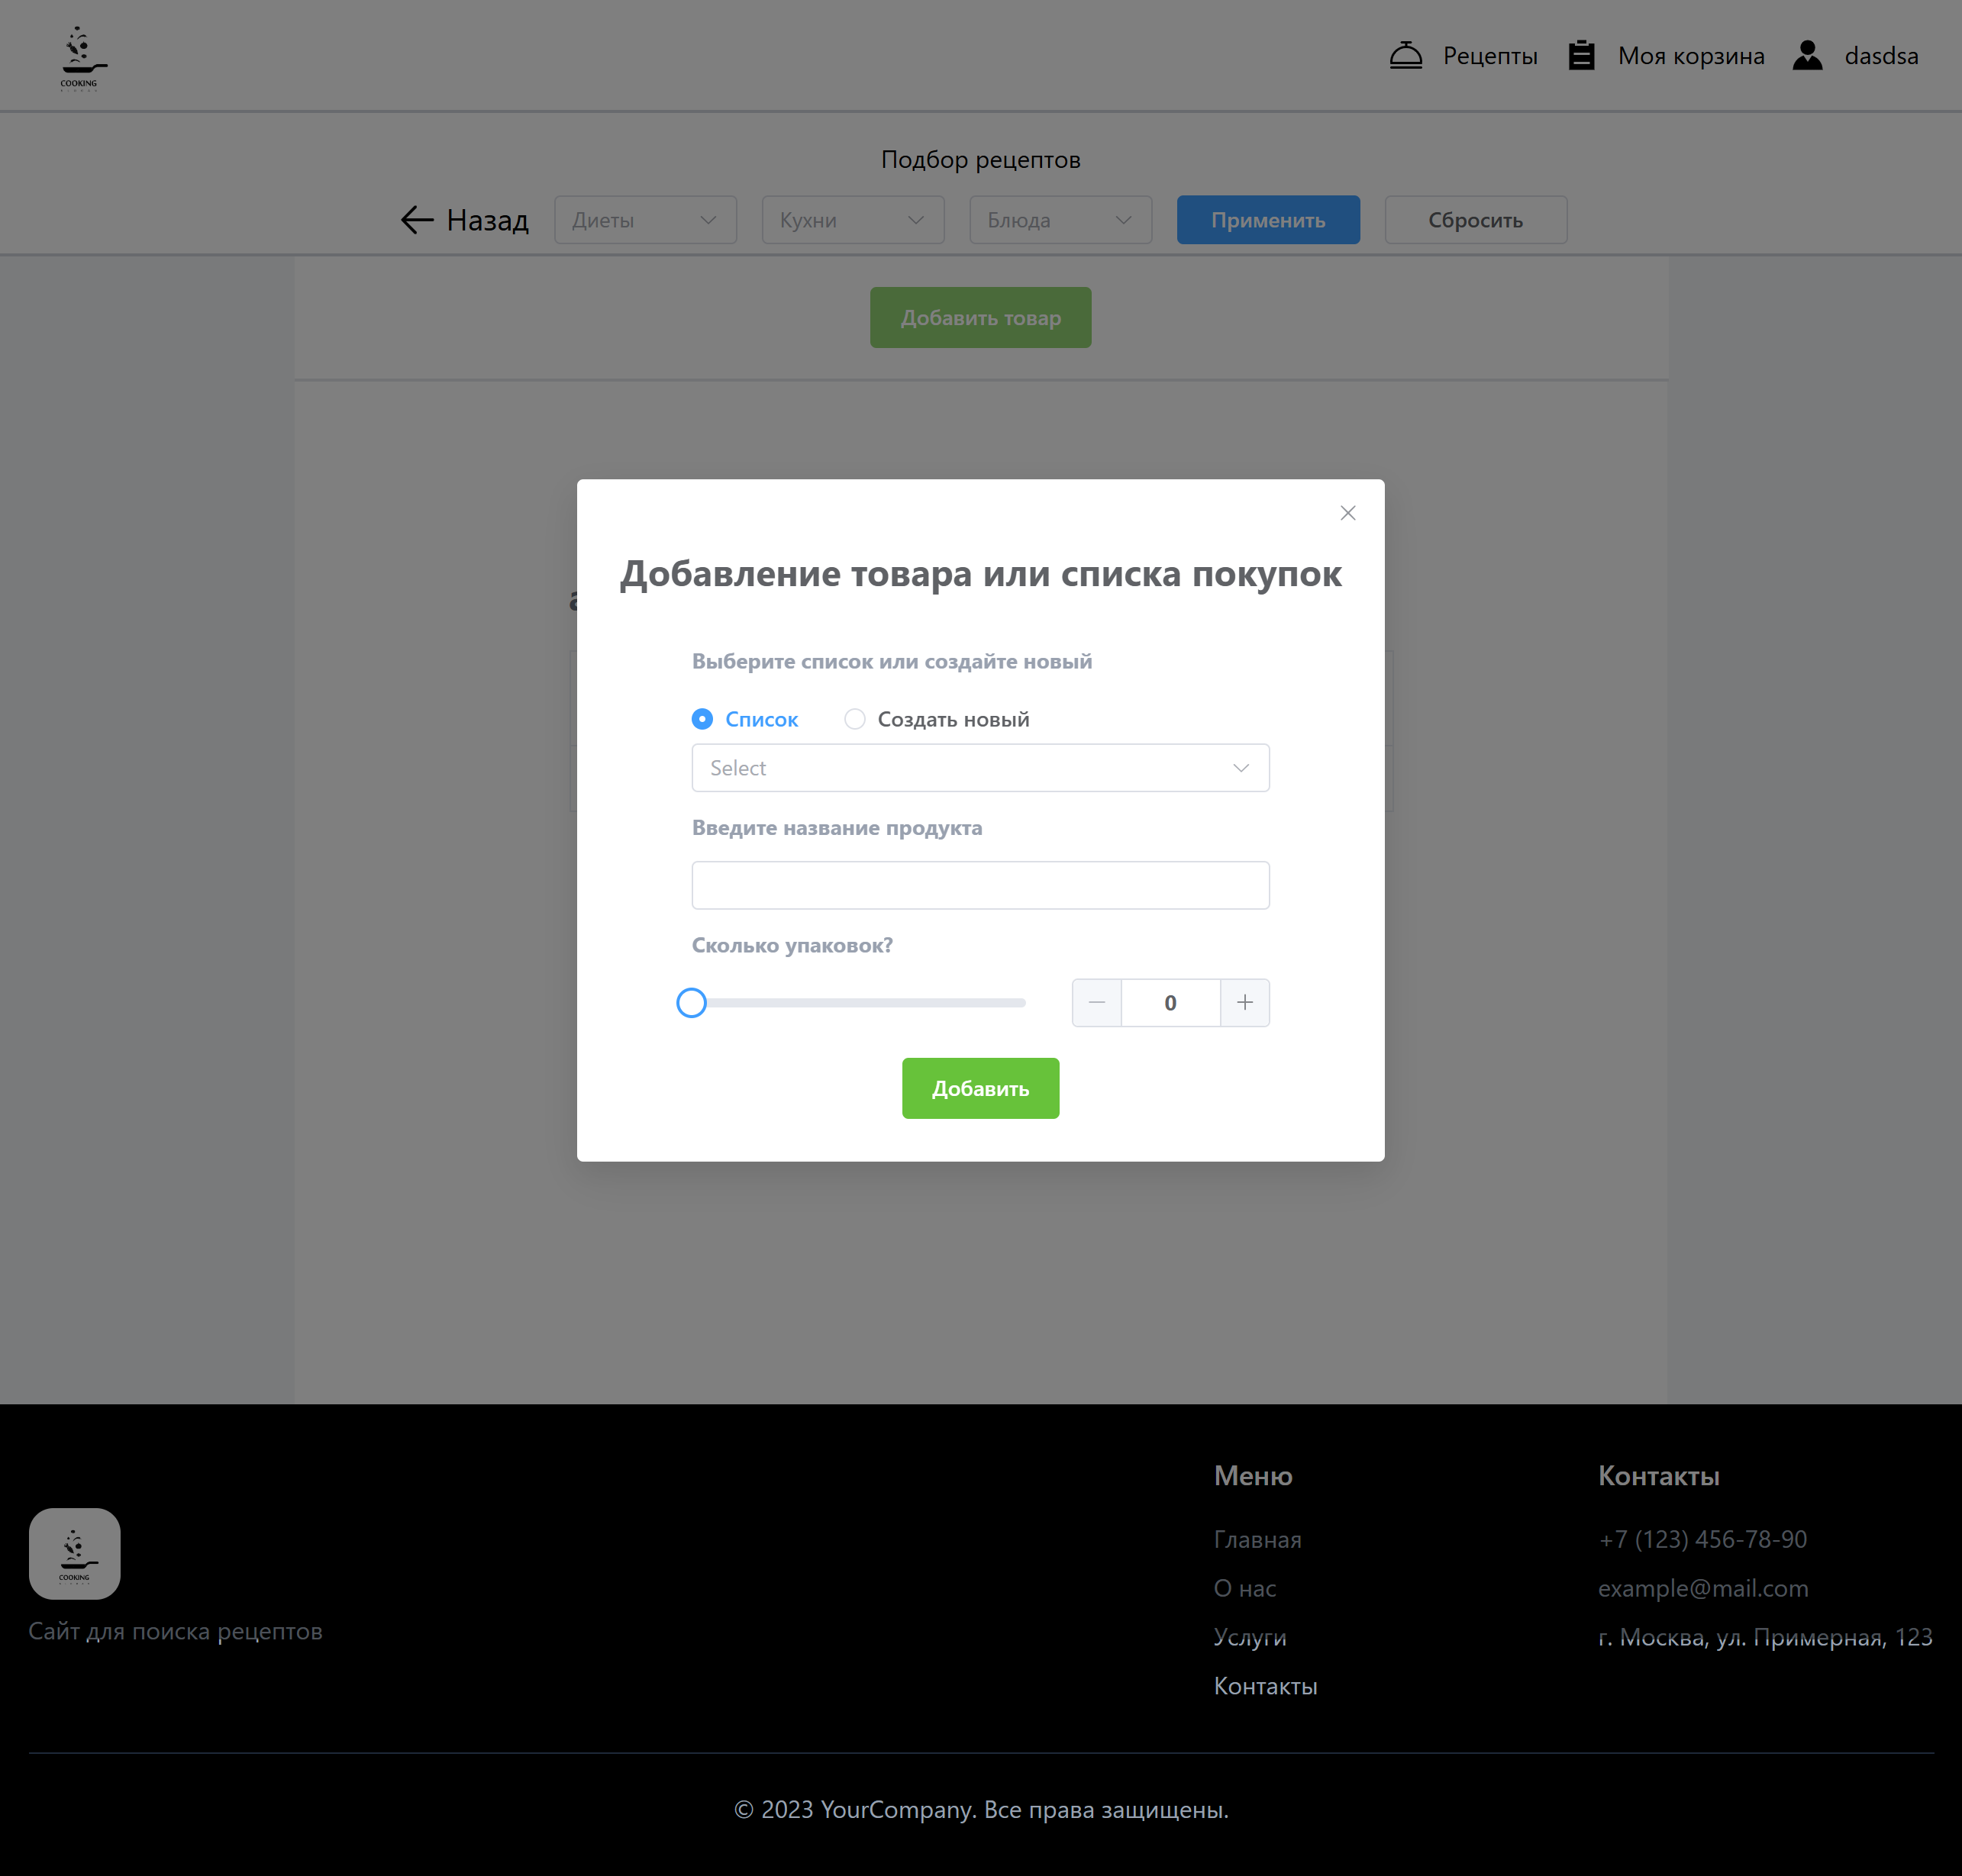 COOKING
Рецепты
Моя корзина
dasdsa
Подбор рецептов
Назад
Диеты
Кухни
Блюда
Применить
Сбросить
Добавить товар
Добавление товара или списка покупок
Выберите список или создайте новый
Список
Создать новый
Select
Введите название продукта
Сколько упаковок?
0
Добавить
COOKING
Сайт для поиска рецептов
Меню
Главная
О нас
Услуги
Контакты
Контакты
+7 (123) 456-78-90
example@mail.com
г. Москва, ул. Примерная, 123
© 2023 YourCompany. Все права защищены.